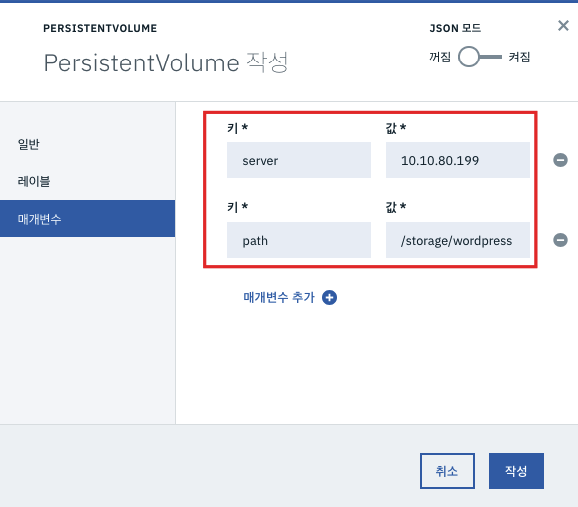 PERSISTENTVOLUME
PersistentVolume 작성
JSON 모드
꺼짐 켜짐
일반
레이블
매개변수
키 * 값 *
server 10.10.80.199
키 * 값 *
path /storage/wordpress
매개변수 추가
취소 작성